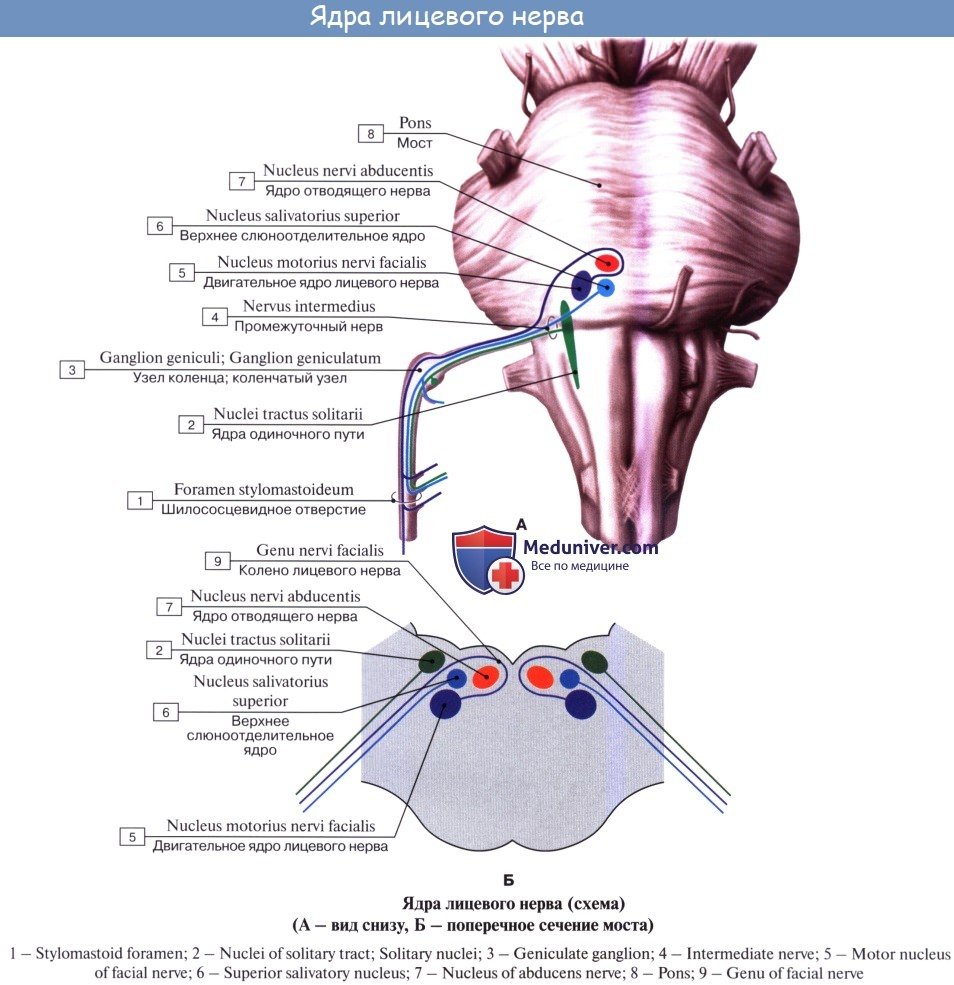 Ядра лицевого нерва
8
Pons
Мост
7
Nucleus nervi abducentis
Ядро отводящего нерва
6
Nucleus salivatorius superior
Верхнее слюноотделительное ядро
5
Nucleus motorius nervi facialis
Двигательное ядро лицевого нерва
4
Nervus intermedius
Промежуточный нерв
3
Ganglion geniculi; Ganglion geniculatum
Узел коленца; коленчатый узел
2
Nuclei tractus solitarii
Ядра одиночного пути
1
Foramen stylomastoideum
Шилососцевидное отверстие
А
Meduniver.com
Все по медицине
9
Genu nervi facialis
Колено лицевого нерва
7
Nucleus nervi abducentis
Ядро отводящего нерва
2
Nuclei tractus solitarii
Ядра одиночного пути
6
Nucleus salivatorius
superior
Верхнее
слюноотделительное
ядро
5
Nucleus motorius nervi facialis
Двигательное ядро лицевого нерва
Б
Ядра лицевого нерва (схема)
(А – вид снизу, Б – поперечное сечение моста)
1 – Stylomastoid foramen; 2 – Nuclei of solitary tract; Solitary nuclei; 3 – Geniculate ganglion; 4 – Intermediate nerve; 5 – Motor nucleus
of facial nerve; 6 – Superior salivatory nucleus; 7 – Nucleus of abducens nerve; 8 – Pons; 9 – Genu of facial nerve